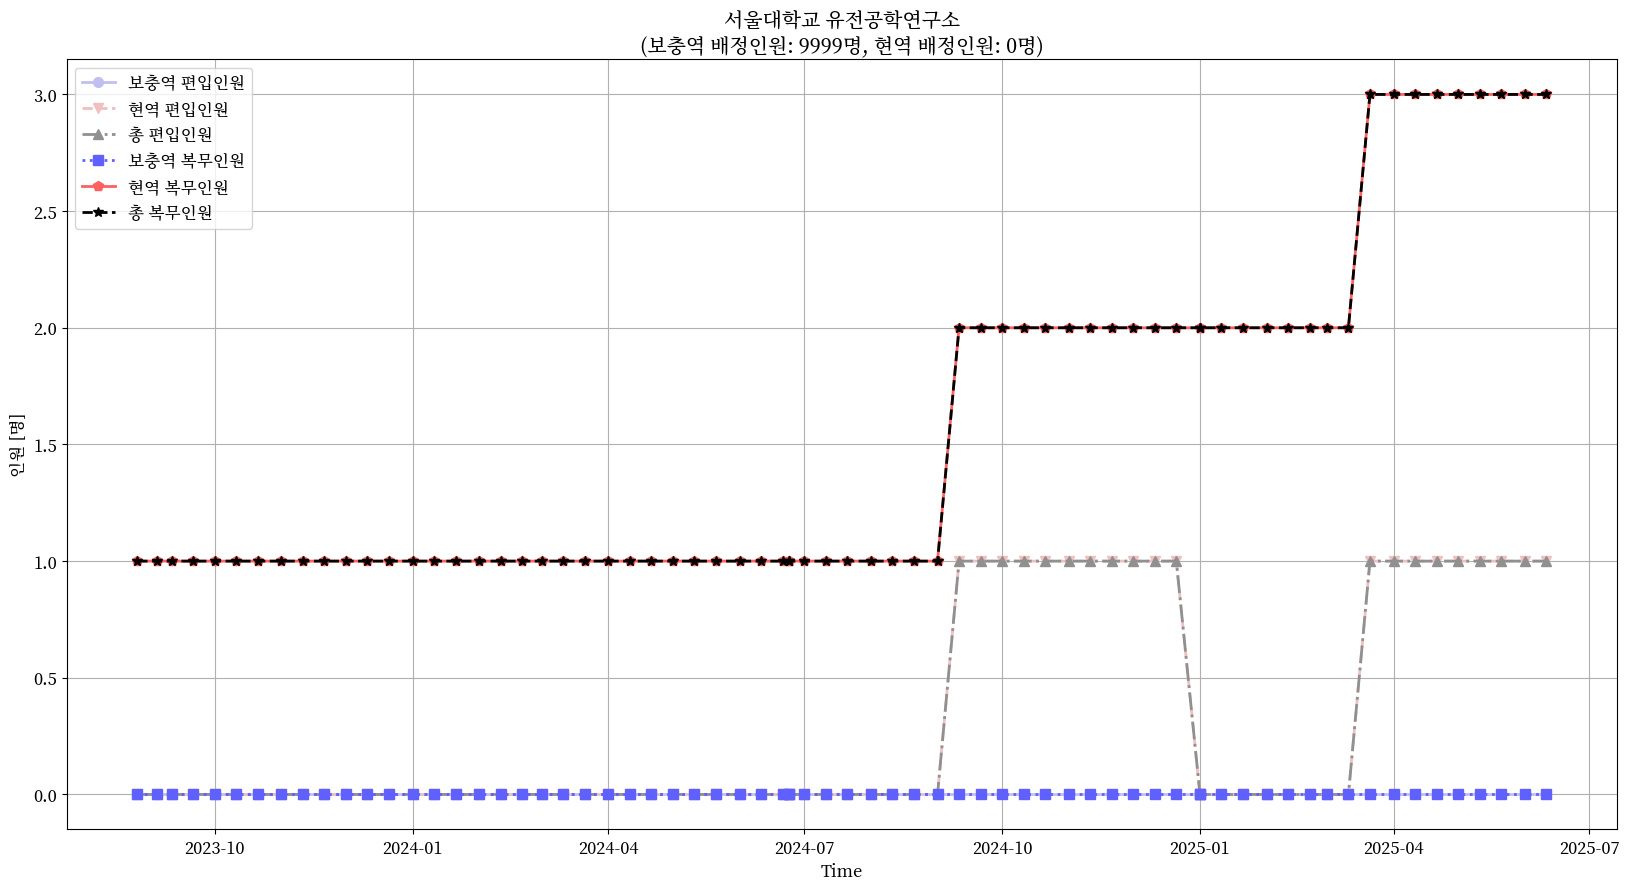 서울대학교 유전공학연구소
(보충역 배정인원: 9999명, 현역 배정인원: 0명)
보충역 편입인원
현역 편입인원
총 편입인원
보충역 복무인원
현역 복무인원
총 복무인원
3.0
2.5
2.0
1.5
1.0
0.5
0.0
인원 [명]
2023-10
2024-01
2024-04
2024-07
2024-10
2025-01
2025-04
2025-07
Time